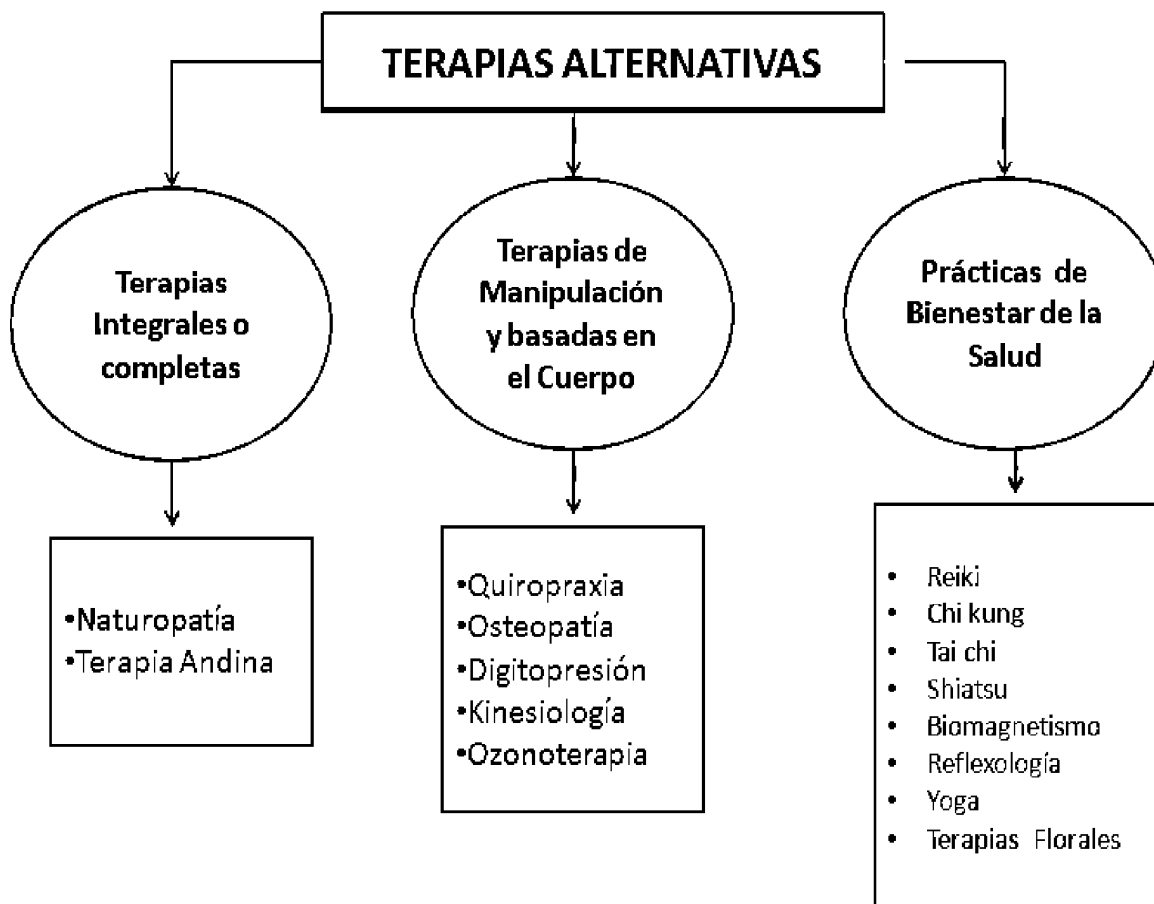 TERAPIAS ALTERNATIVAS
Terapias
Integrales o
completas
Terapias de
Manipulación
y basadas en
el Cuerpo
Prácticas de
Bienestar de la
Salud
•Naturopatía
•Terapia Andina
•Quiropraxia
•Osteopatía
•Digitopresión
•Kinesiología
•Ozonoterapia
• Reiki
• Chi kung
• Tai chi
• Shiatsu
• Biomagnetismo
• Reflexología
• Yoga
• Terapias Florales